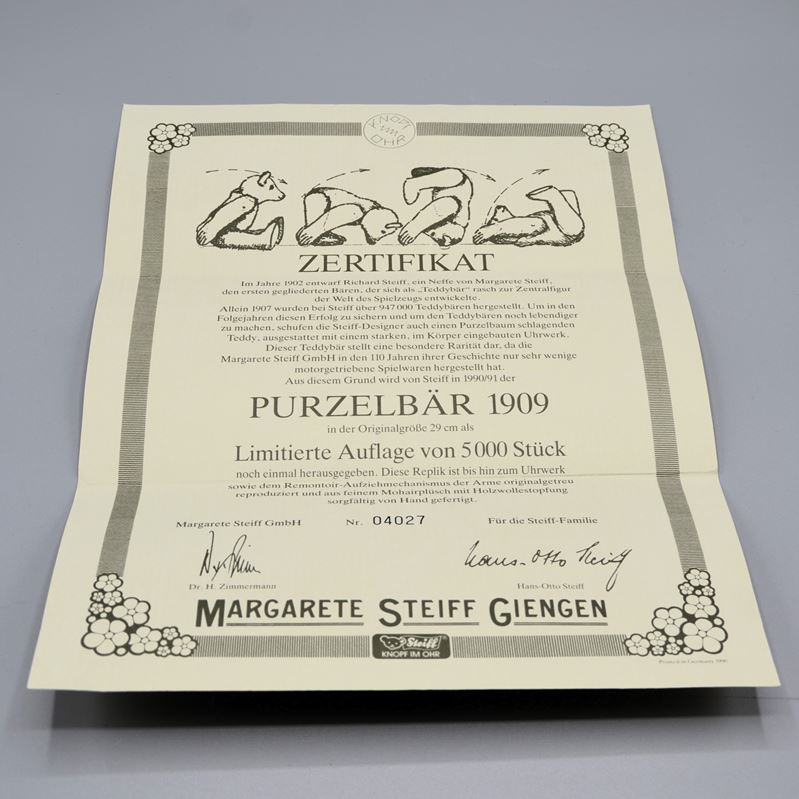 KNOPF
im
OHR
ZERTIFIKAT
Im Jahre 1902 entwarf Richard Steiff, ein Neffe von Margarete Steiff,
den ersten gegliederten Bären, der sich als „Teddybär“ rasch zur Zentralfigur
der Welt des Spielzeugs entwickelte.
Allein 1907 wurden bei Steiff über 947000 Teddybären hergestellt. Um in den
Folgejahren diesen Erfolg zu sichern und um den Teddybären noch lebendiger
zu machen, schufen die Steiff-Designer auch einen Purzelbaum schlagenden
Teddy, ausgestattet mit einem starken, im Körper eingebauten Uhrwerk.
Dieser Teddybär stellt eine besondere Rarität dar, da die
Margarete Steiff GmbH in den 110 Jahren ihrer Geschichte nur sehr wenige
motorgetriebene Spielwaren hergestellt hat.
Aus diesem Grund wird von Steiff in 1990/91 der
PURZELBÄR 1909
in der Originalgröße 29 cm als
Limitierte Auflage von 5000 Stück
noch einmal herausgegeben. Diese Replik ist bis hin zum Uhrwerk
sowie dem Remontoir-Aufziehmechanismus der Arme originalgetreu
reproduziert und aus feinem Mohairplüsch mit Holzwollestopfung
sorgfältig von Hand gefertigt.
Margarete Steiff GmbH Nr. 04027 Für die Steiff-Familie
Hans-Otto Steiff
Dr. H. Zimmermann Hans-Otto Steiff
MARGARETE STEIFF GIENGEN
Steiff
KNOPF IM OHR
Printed in Germany 1990